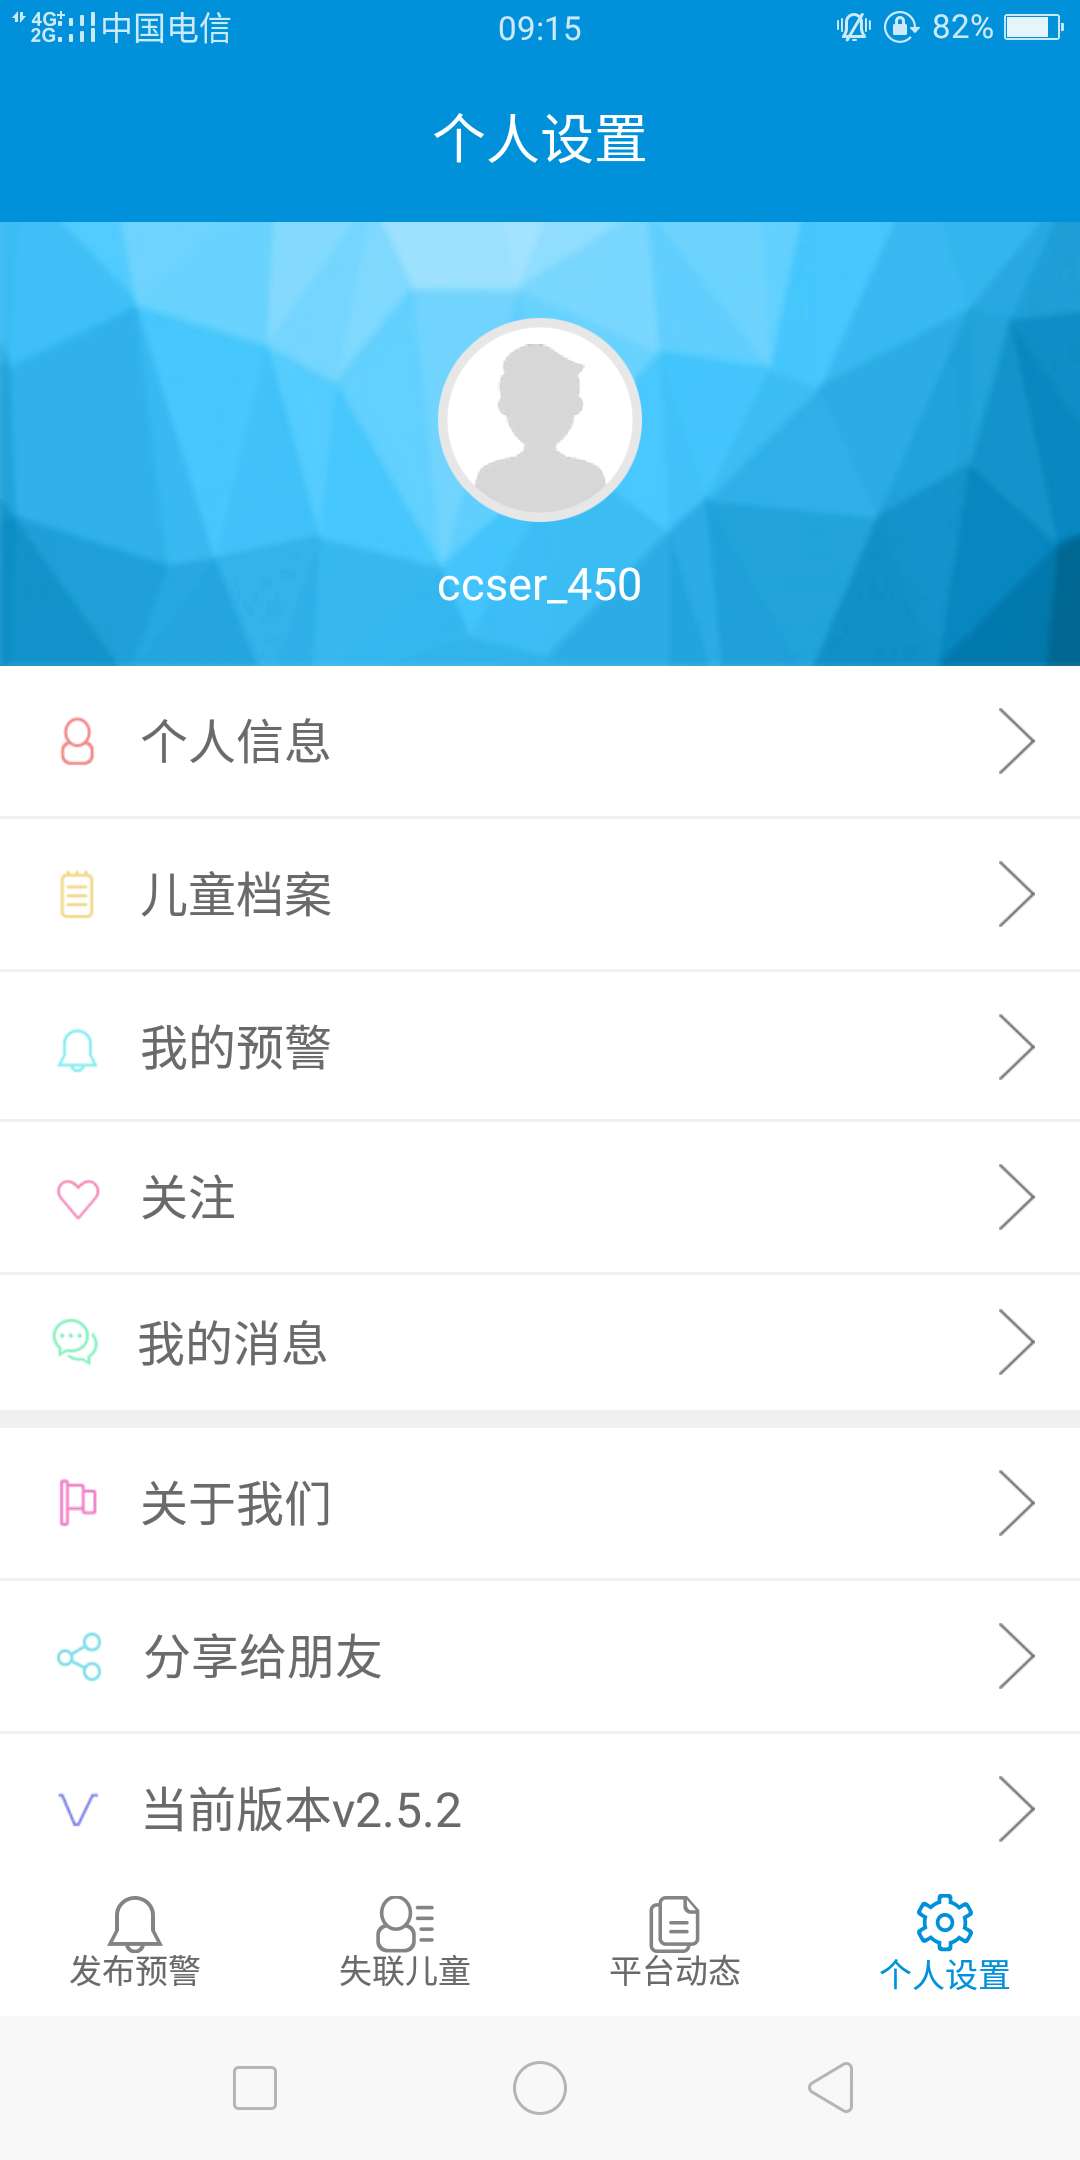 4G+ 2G 中国电信 09:15 82%
个人设置
ccser_450
个人信息
儿童档案
我的预警
关注
我的消息
关于我们
分享给朋友
当前版本v2.5.2
发布预警 失联儿童 平台动态 个人设置